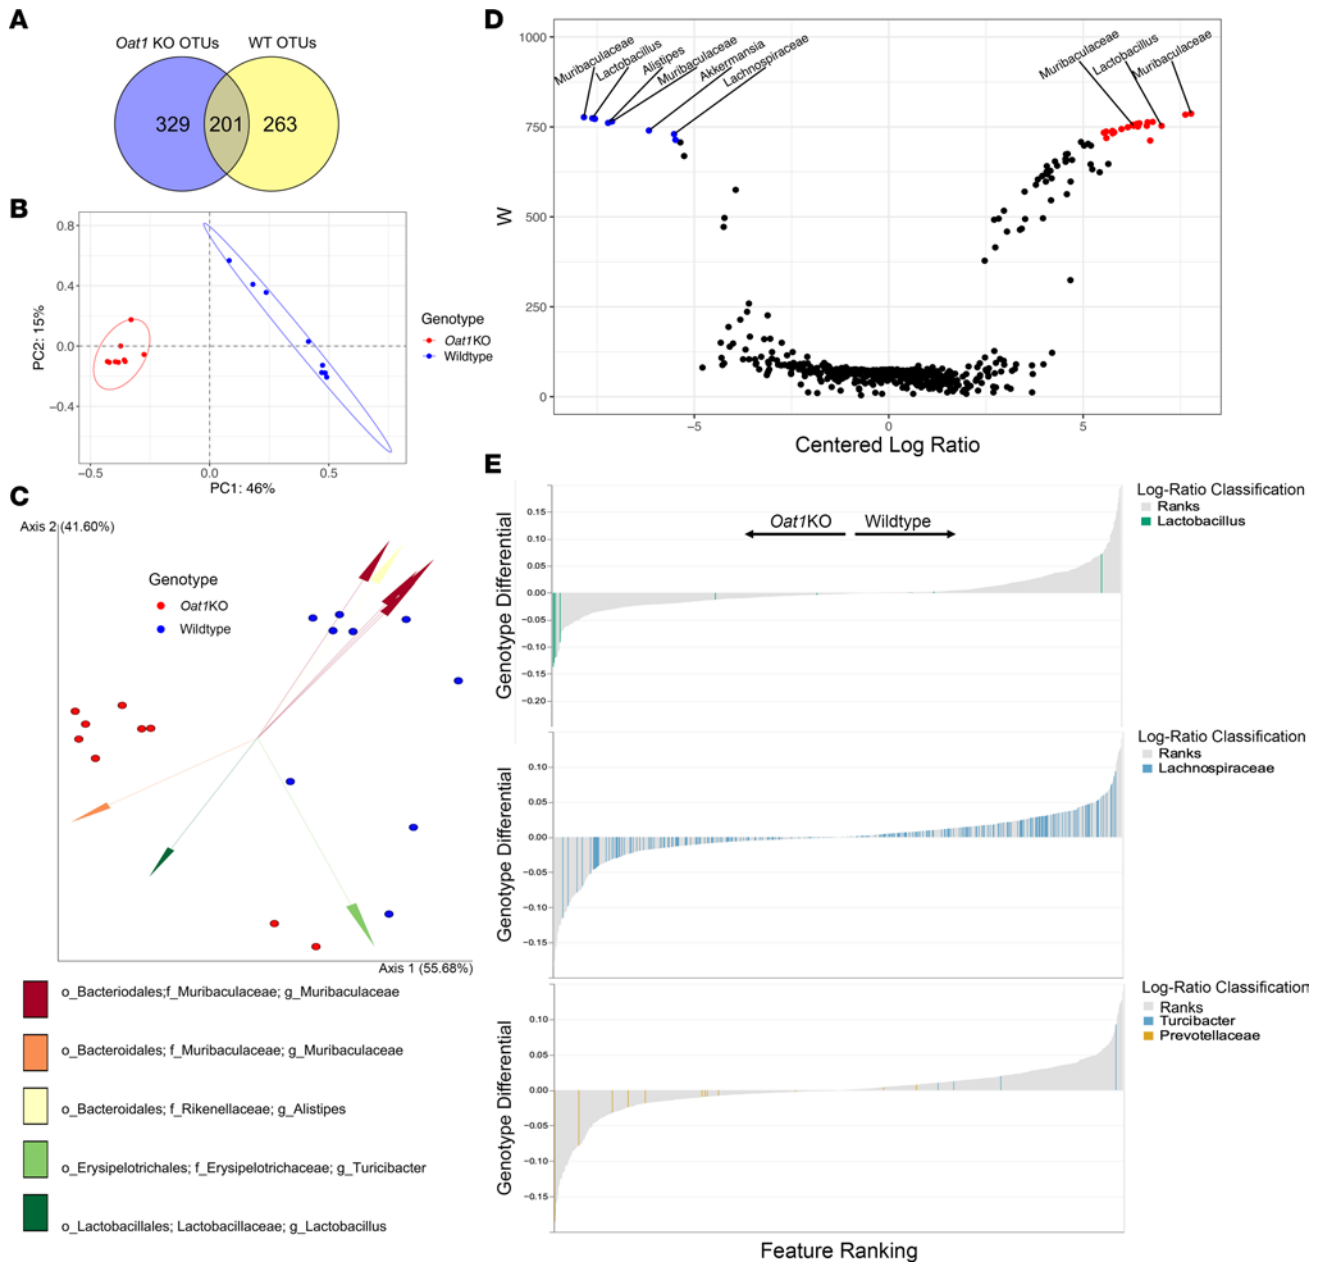 A
Oat1 KO OTUs
WT OTUs
329
201
263
B
0.8
0.4
0.0
−0.4
PC2: 15%
−0.5
0.0
0.5
PC1: 46%
Genotype
Oat1KO
Wildtype
C
Axis 2 (41.60%)
Genotype
Oat1KO
Wildtype
Axis 1 (55.68%)
o_Bacteriodales;f_Muribaculaceae; g_Muribaculaceae
o_Bacteroidales; f_Muribaculaceae; g_Muribaculaceae
o_Bacteroidales; f_Rikenellaceae; g_Alistipes
o_Erysipelotrichales; f_Erysipelotrichaceae; g_Turicibacter
o_Lactobacillales; Lactobacillaceae; g_Lactobacillus
D
1000
750
500
250
0
W
Muribaculaceae
Lactobacillus
Alistipes
Muribaculaceae
Akkermansia
Lachnospiraceae
Muribaculaceae
Lactobacillus
Muribaculaceae
−5
0
5
Centered Log Ratio
E
Genotype Differential
0.15
0.10
0.05
0.00
−0.05
−0.10
−0.15
−0.20
Oat1KO
Wildtype
Log-Ratio Classification
Ranks
Lactobacillus
Genotype Differential
0.10
0.05
0.00
−0.05
−0.10
−0.15
Log-Ratio Classification
Ranks
Lachnospiraceae
Genotype Differential
0.10
0.05
0.00
−0.05
−0.10
−0.15
Log-Ratio Classification
Ranks
Turcibacter
Prevotellaceae
Feature Ranking